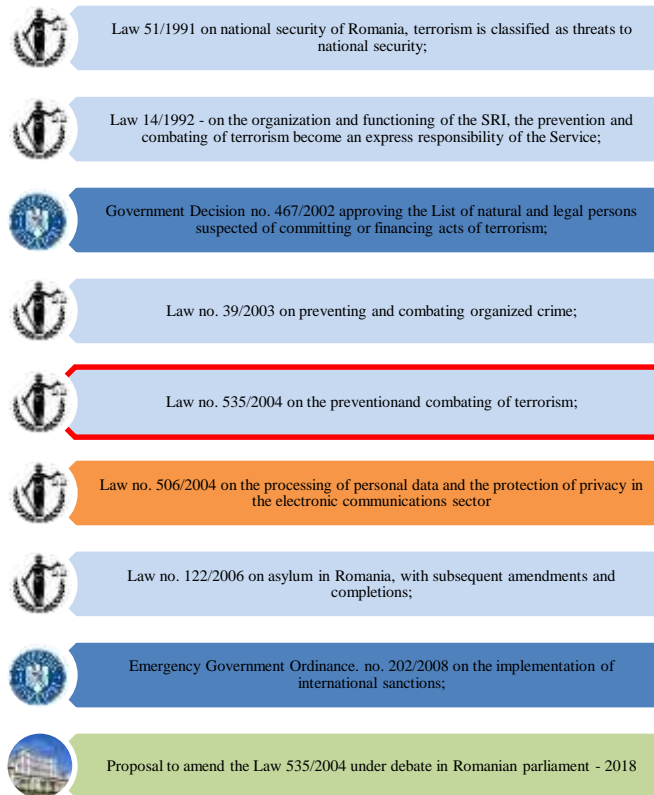 Law 51/1991 on national security of Romania, terrorism is classified as threats to
national security;
Law 14/1992 - on the organization and functioning of the SRI, the prevention and
combating of terrorism become an express responsibility of the Service;
Government Decision no. 467/2002 approving the List of natural and legal persons
suspected of committing or financing acts of terrorism;
Law no. 39/2003 on preventing and combating organized crime;
Law no. 535/2004 on the preventionand combating of terrorism;
Law no. 506/2004 on the processing of personal data and the protection of privacy in
the electronic communications sector
Law no. 122/2006 on asylum in Romania, with subsequent amendments and
completions;
Emergency Government Ordinance. no. 202/2008 on the implementation of
international sanctions;
Proposal to amend the Law 535/2004 under debate in Romanian parliament - 2018